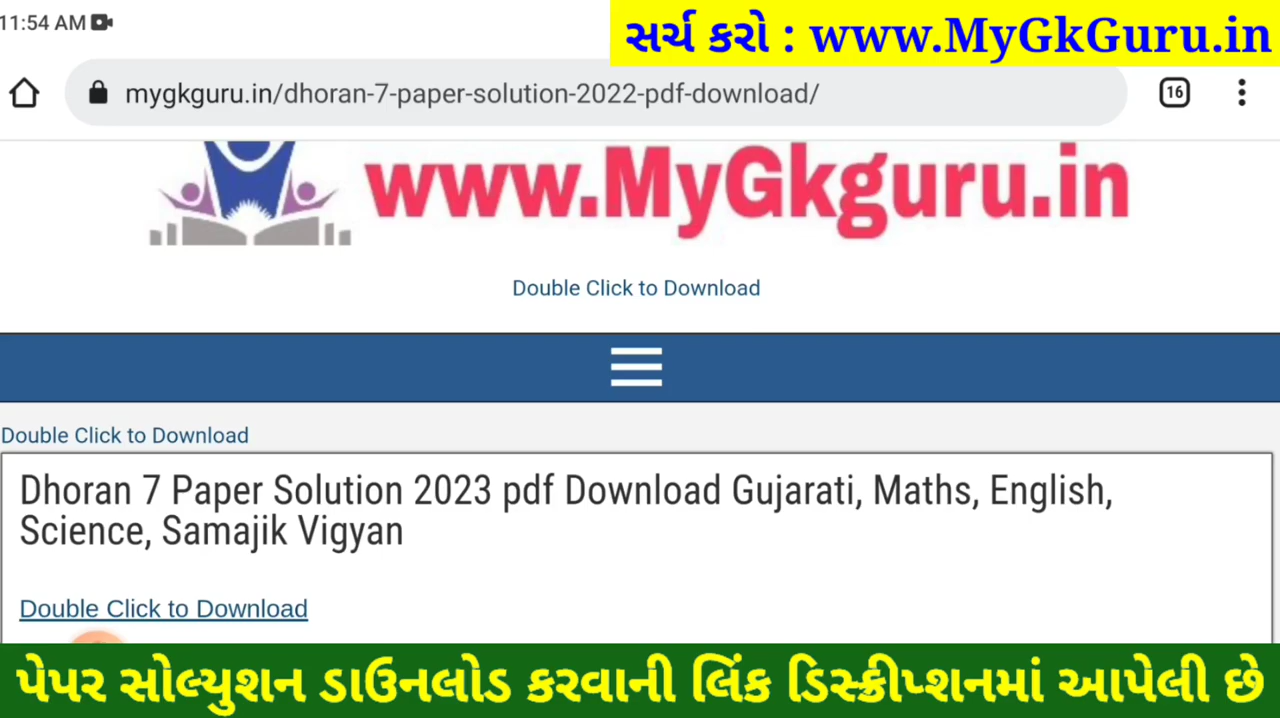 11:54 AM
સર્ચ કરો : www.MyGkGuru.in
mygkguru.in/dhoran-7-paper-solution-2022-pdf-download/
16
www.MyGkguru.in
Double Click to Download
Double Click to Download
Dhoran 7 Paper Solution 2023 pdf Download Gujarati, Maths, English,
Science, Samajik Vigyan
Double Click to Download
પેપર સોલ્યુશન ડાઉનલોડ કરવાની લિંક ડિસ્ક્રીપ્શનમાં આપેલી છે